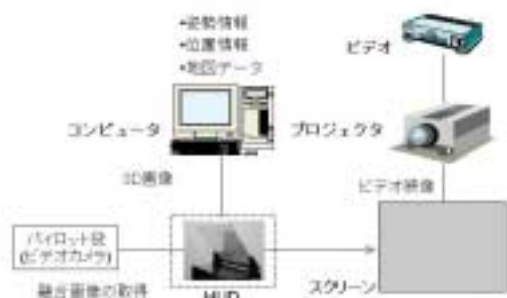 •姿勢情報
•位置情報
•地図データ
ビデオ
コンピュータ
プロジェクタ
3D画像
ビデオ映像
パイロット役
(ビデオカメラ)
融合画像の取得
HUD
スクリーン